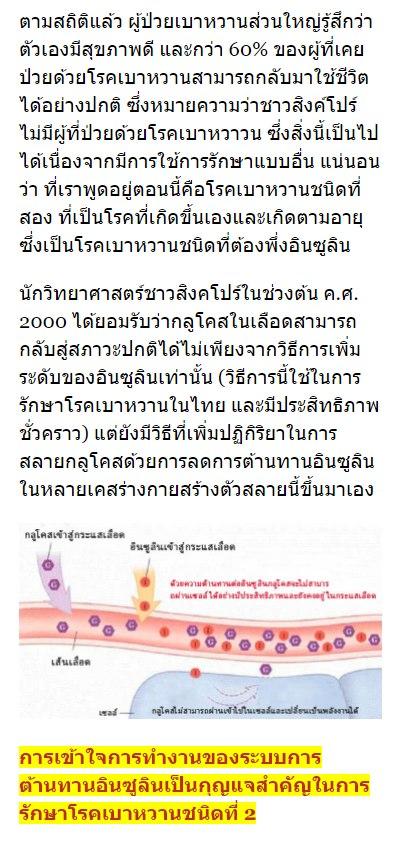 ตามสถิติแล้ว ผู้ป่วยเบาหวานส่วนใหญ่รู้สึกว่า
ตัวเองมีสุขภาพดี และกว่า 60% ของผู้ที่เคย
ป่วยด้วยโรคเบาหวานสามารถกลับมาใช้ชีวิต
ได้อย่างปกติ ซึ่งหมายความว่าชาวสิงค์โปร์
ไม่มีผู้ที่ป่วยด้วยโรคเบาหวาวน ซึ่งสิ่งนี้เป็นไป
ได้เนื่องจากมีการใช้การรักษาแบบอื่น แน่นอน
ว่า ที่เราพูดอยู่ตอนนี้คือโรคเบาหวานชนิดที่
สอง ที่เป็นโรคที่เกิดขึ้นเองและเกิดตามอายุ
ซึ่งเป็นโรคเบาหวานชนิดที่ต้องพึ่งอินซูลิน
นักวิทยาศาสตร์ชาวสิงคโปร์ในช่วงต้น ค.ศ.
2000 ได้ยอมรับว่ากลูโคสในเลือดสามารถ
กลับสู่สภาวะปกติได้ไม่เพียงจากวิธีการเพิ่ม
ระดับของอินซูลินเท่านั้น (วิธีการนี้ใช้ในการ
รักษาโรคเบาหวานในไทย และมีประสิทธิภาพ
ชั่วคราว) แต่ยังมีวิธีที่เพิ่มปฏิกิริยาในการ
สลายกลูโคสด้วยการลดการต้านทานอินซูลิน
ในหลายเคสร่างกายสร้างตัวสลายนี้ขึ้นมาเอง
กลูโคสเข้าสู่กระแสเลือด
อินซูลินเข้าสู่กระแสเลือด
ด้วยความต้านทานต่ออินซูลินกลูโคสจะไม่สามาร
ถผ่านเซลล์ได้อย่างมีประสิทธิภาพและยังคงอยู่ในกระแสเลือด
เส้นเลือด
เซลล์
กลูโคสไม่สามารถผ่านเข้าไปในเซลล์และเปลี่ยนเป็นพลังงานได้
การเข้าใจการทำงานของระบบการ
ต้านทานอินซูลินเป็นกุญแจสำคัญในการ
รักษาโรคเบาหวานชนิดที่ 2